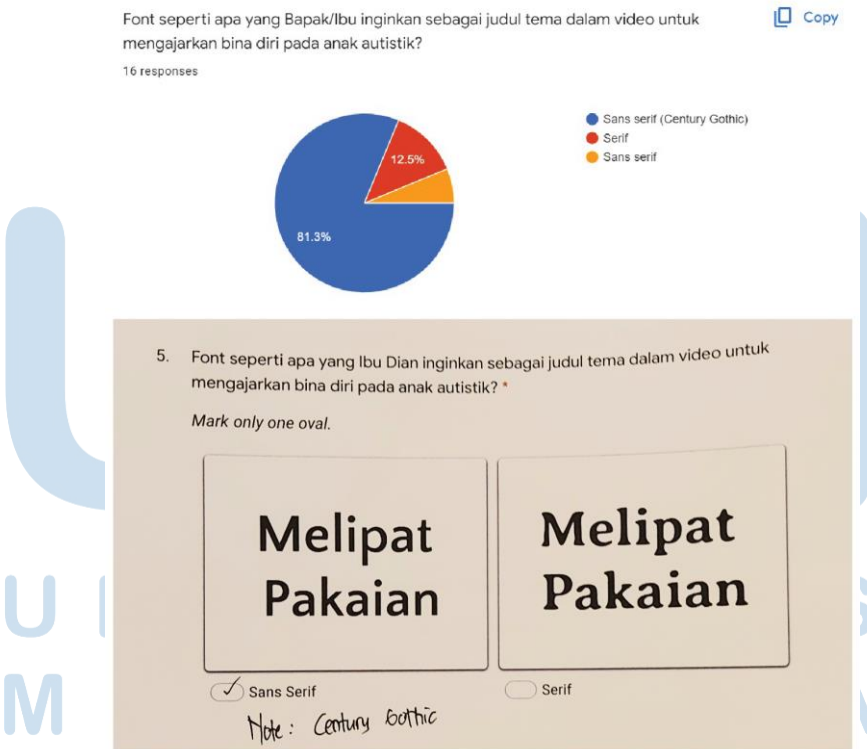 Font seperti apa yang Bapak/Ibu inginkan sebagai judul tema dalam video untuk
mengajarkan bina diri pada anak autistik?
Copy
16 responses
Sans serif (Century Gothic)
Serif
Sans serif
12.5%
81.3%
5. Font seperti apa yang Ibu Dian inginkan sebagai judul tema dalam video untuk
mengajarkan bina diri pada anak autistik? *
Mark only one oval.
Melipat
Pakaian
Melipat
Pakaian
Sans Serif
Serif
Note: Century Gothic